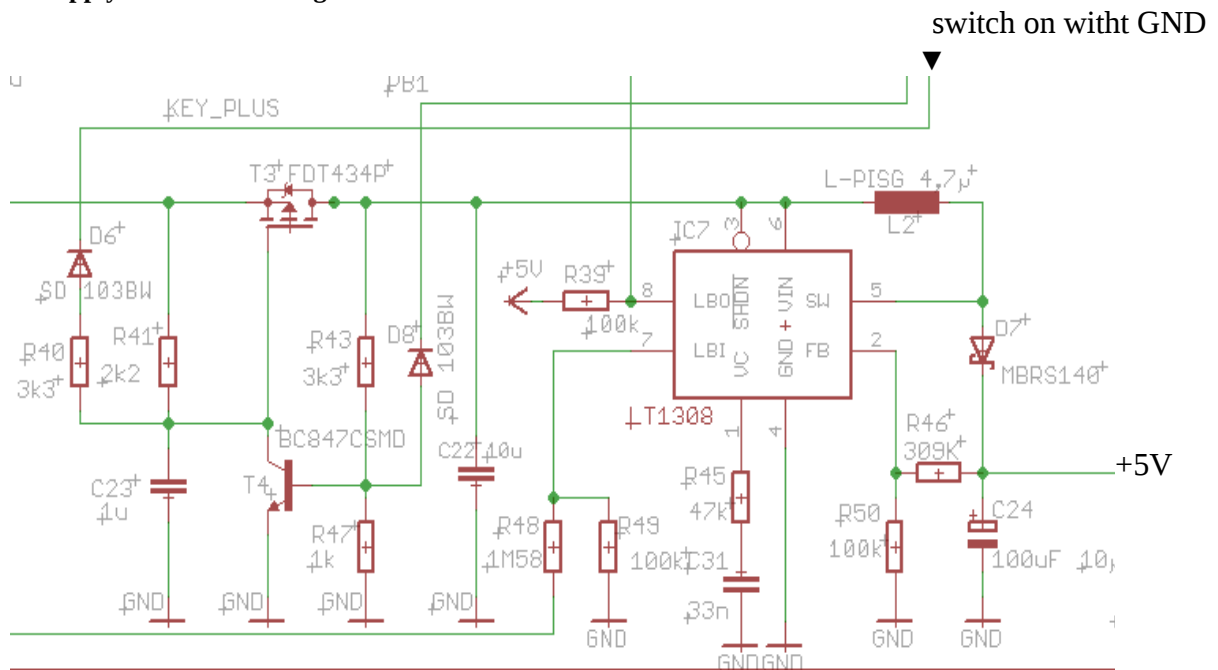 switch on witht GND
PB1
KEY_PLUS
T3 FDT434P
L-PISG 4,7µ
L2
D6
SD 103BW
IC7
3
6
+5V
R39
100k
8
LBO
SHDN
GND + VIN
SW
5
7
LBI
VC
FB
2
D7
MBRS140
R40
3k3
R41
2k2
R43
3k3
D8
SD 103BW
LT1308
1
4
R46
309K
+5V
BC847CSMD
C22 10u
C23
1u
T4
R47
1k
R45
47k
R48
1M58
R49
100k
C31
33n
R50
100k
C24
100uF
GND
GND
GND
GND
GND
GND
GND
GND
GND